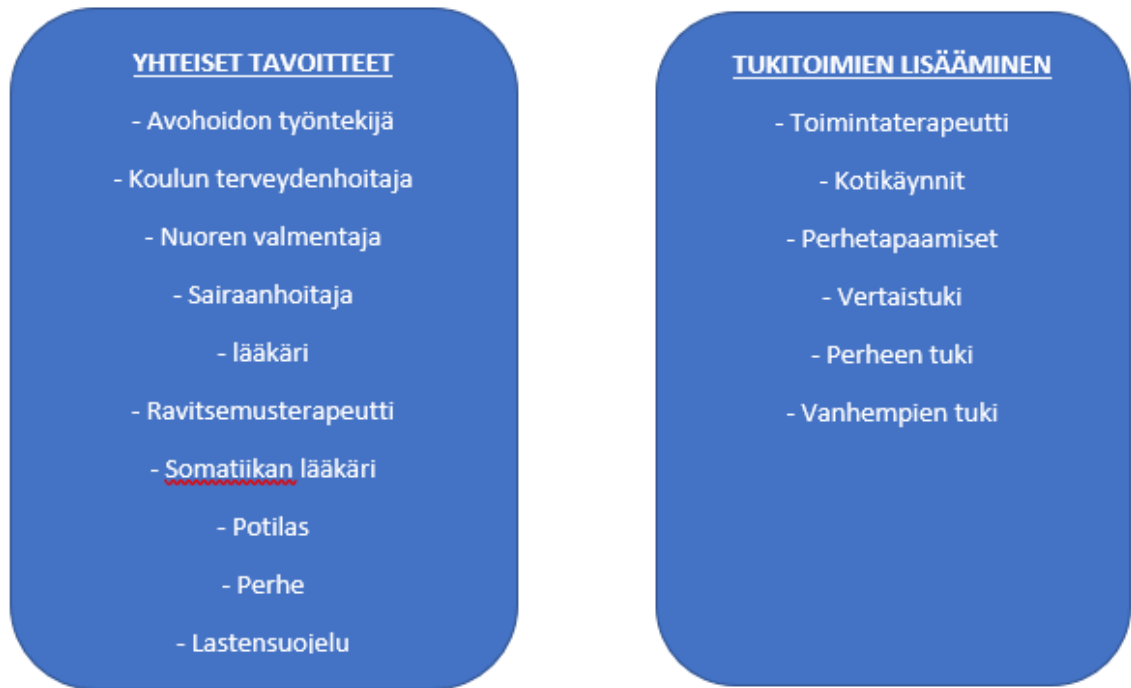 YHTEISET TAVOITTEET
- Avohoidon työntekijä
- Koulun terveydenhoitaja
- Nuoren valmentaja
- Sairaanhoitaja
- lääkäri
- Ravitsemusterapeutti
- Somatiikan lääkäri
- Potilas
- Perhe
- Lastensuojelu
TUKITOIMIEN LISÄÄMINEN
- Toimintaterapeutti
- Kotikäynnit
- Perhetapaamiset
- Vertaistuki
- Perheen tuki
- Vanhempien tuki